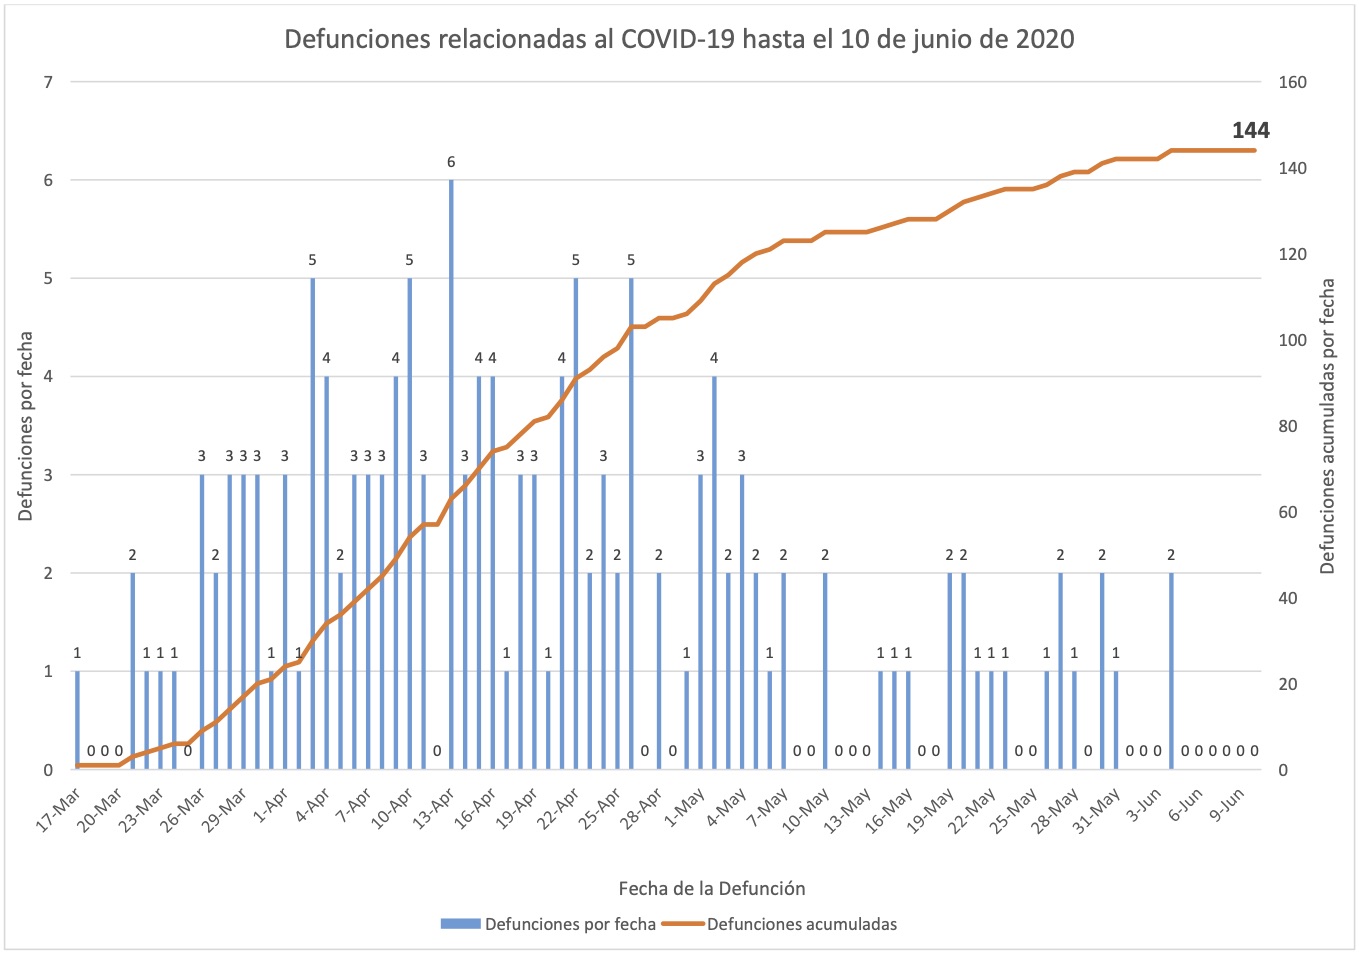 Defunciones relacionadas al COVID-19 hasta el 10 de junio de 2020
7 160
144
6
6 140
5 5 5 5
5 120
4 4 4 4 4 4
4 100
3 3 3 3 3 3 3 3 3 3 3 3 3 3 3
3 80
2 2 2 2 2 2 2 2 2 2 2 2 2 2 2
2 60
40
1 1 1 1 1 1 1 1 1 1 1 1 1 1 1 1 1 1 1
1 20
0 0 0 0 0 0 0 0 0 0 0 0 0 0 0 0 0 0 0 0 0 0 0 0 0 0
0 0
Defunciones por fecha
Defunciones acumuladas por fecha
17-Mar 20-Mar 23-Mar 26-Mar 29-Mar 1-Apr 4-Apr 7-Apr 10-Apr 13-Apr 16-Apr 19-Apr 22-Apr 25-Apr 28-Apr 1-May 4-May 7-May 10-May 13-May 16-May 19-May 22-May 25-May 28-May 31-May 3-Jun 6-Jun 9-Jun
Fecha de la Defunción
Defunciones por fecha Defunciones acumuladas